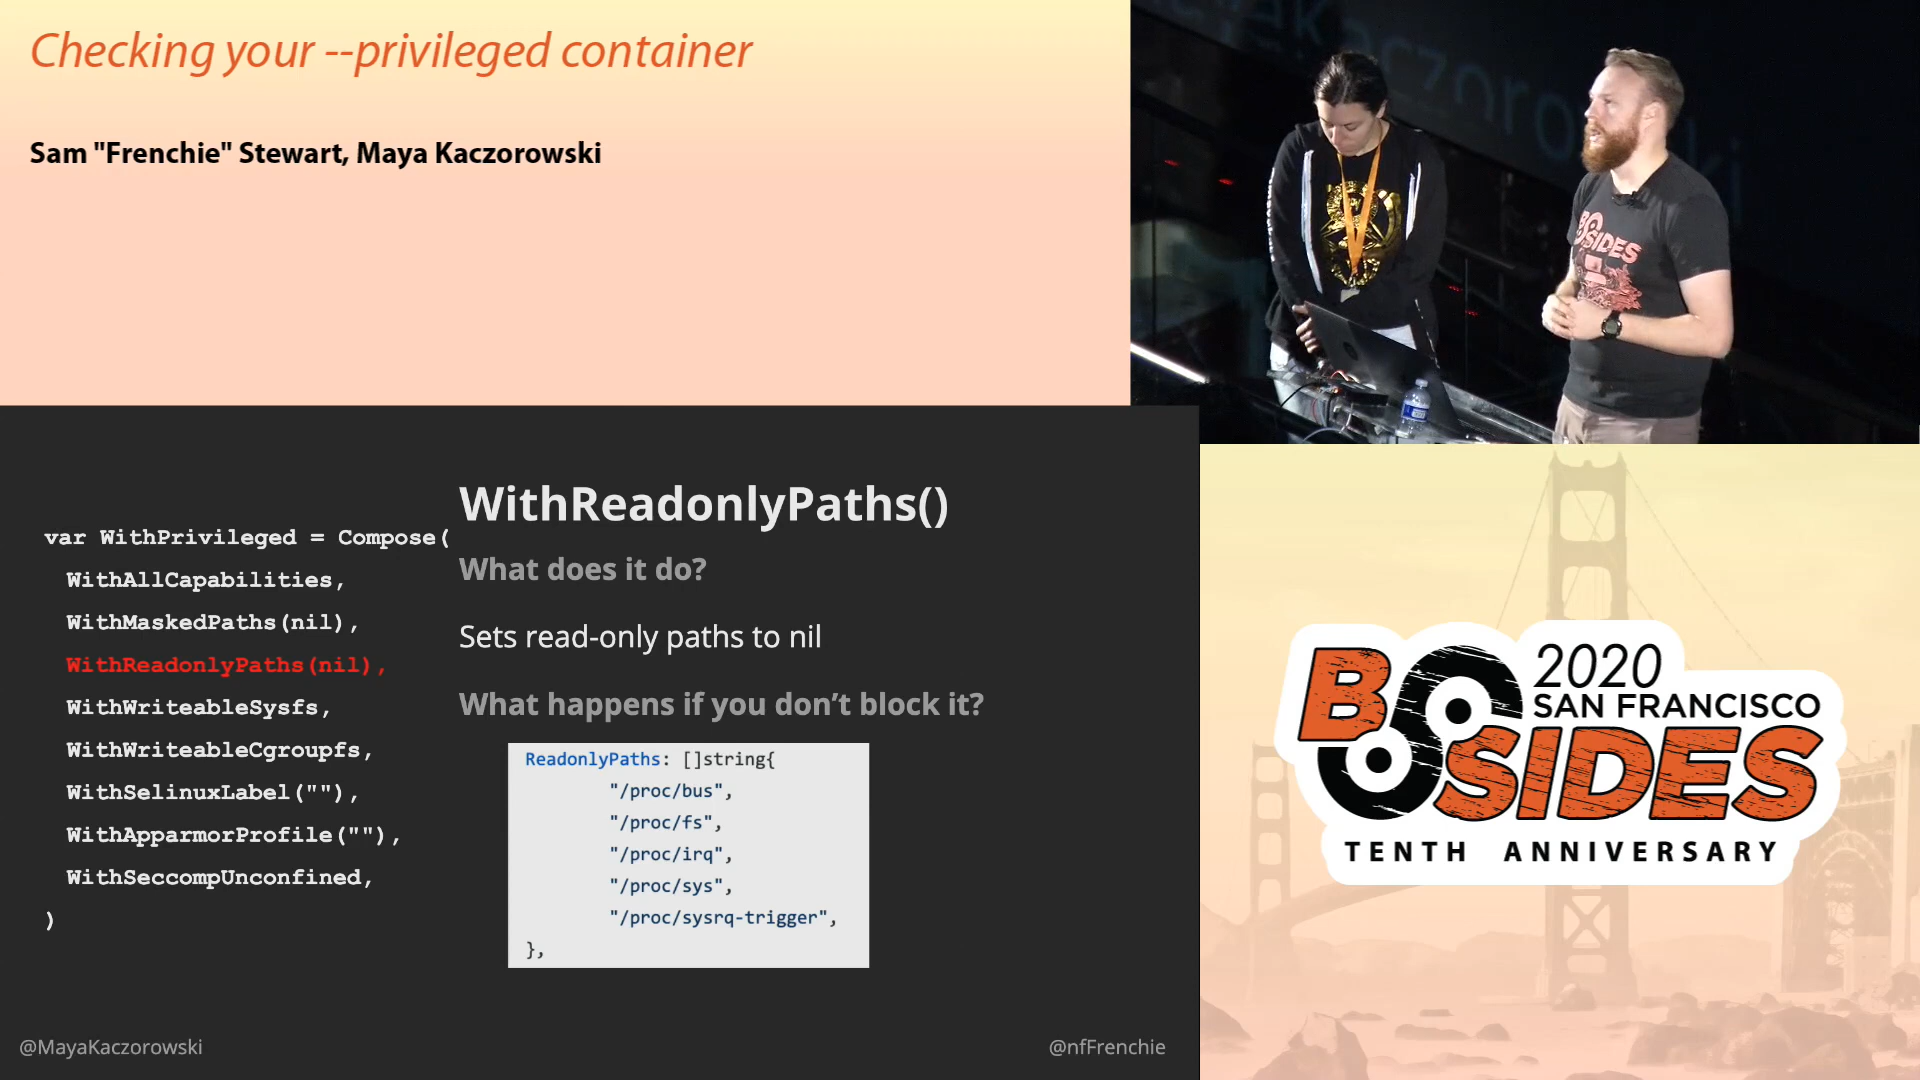 Checking your --privileged container
Sam "Frenchie" Stewart, Maya Kaczorowski
BSIDES
var WithPrivileged = Compose(
WithAllCapabilities,
WithMaskedPaths(nil),
WithReadonlyPaths(nil),
WithWriteableSysfs,
WithWriteableCgroupfs,
WithSelinuxLabel(""),
WithApparmorProfile(""),
WithSeccompUnconfined,
)
WithReadonlyPaths()
What does it do?
Sets read-only paths to nil
What happens if you don’t block it?
ReadonlyPaths: []string{
"/proc/bus",
"/proc/fs",
"/proc/irq",
"/proc/sys",
"/proc/sysrq-trigger",
},
@MayaKaczorowski
@nfFrenchie
2020
SAN FRANCISCO
BSIDES
TENTH ANNIVERSARY